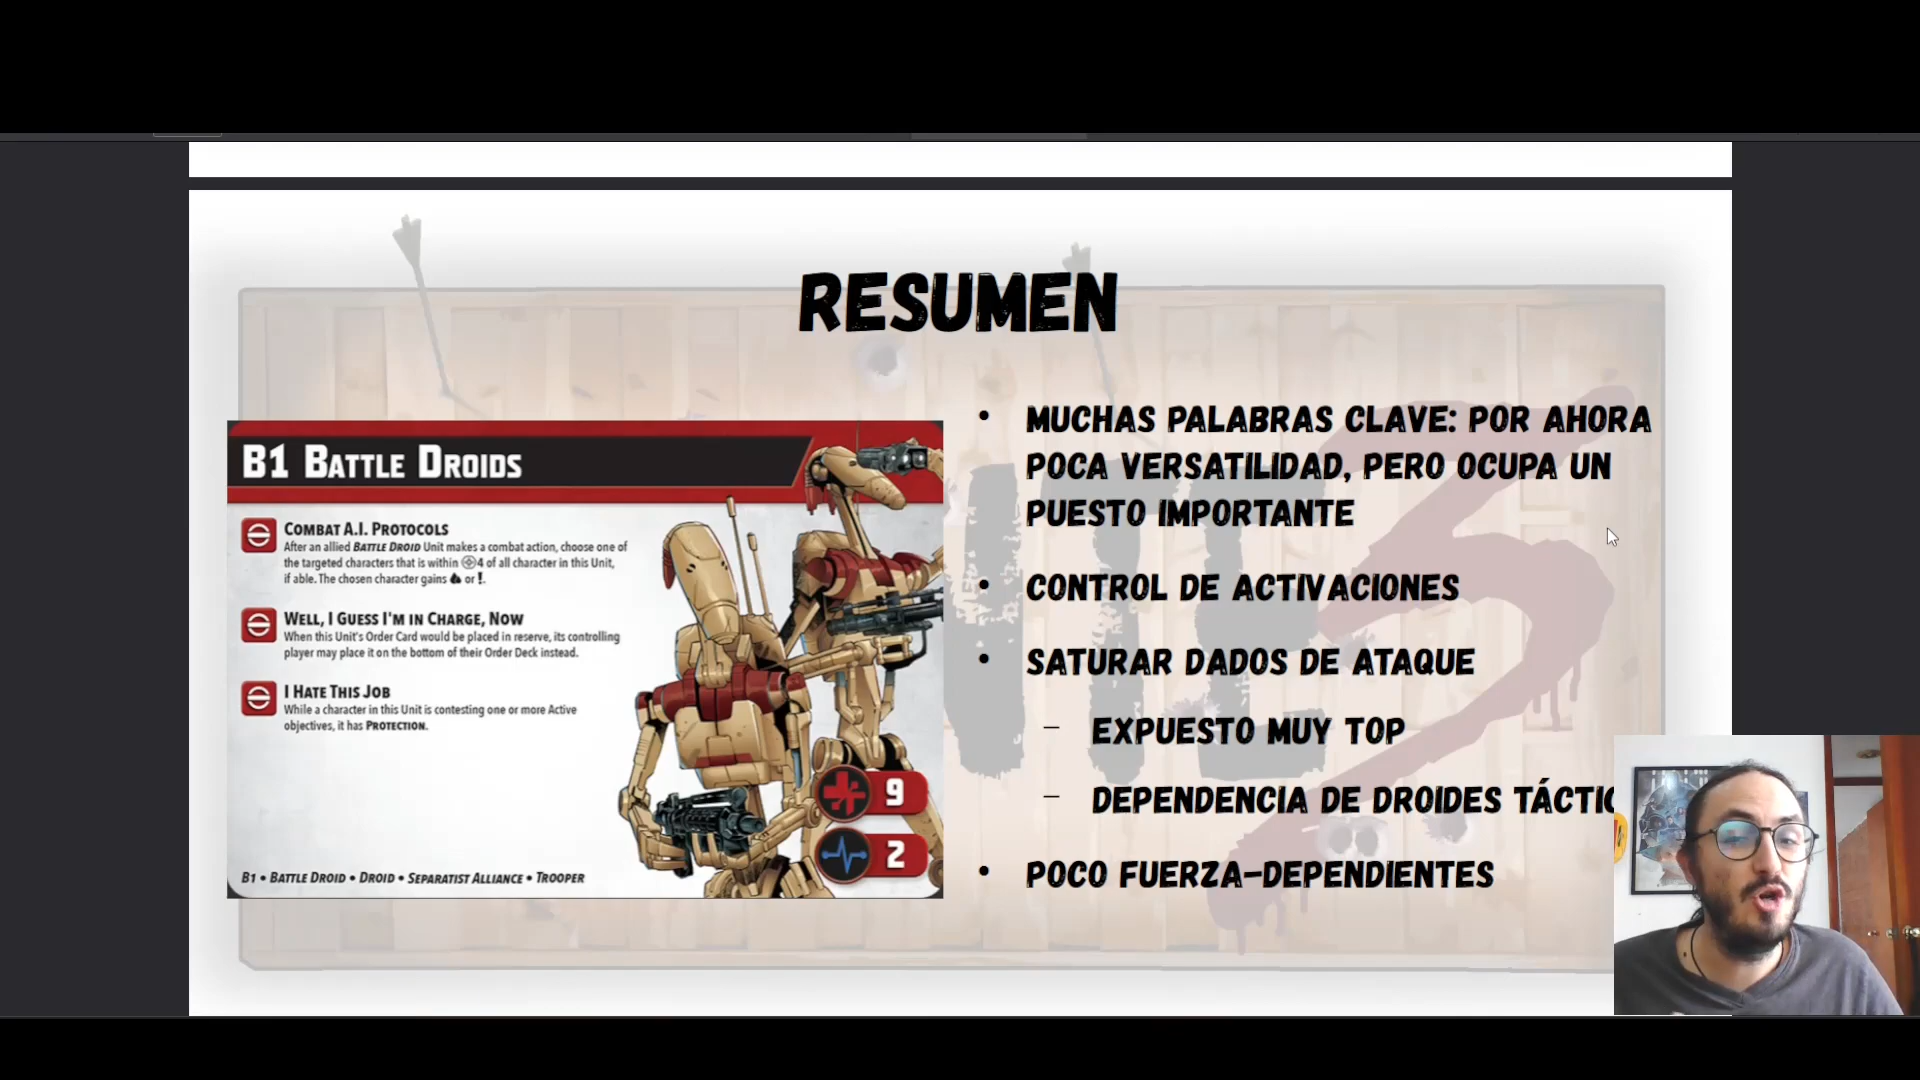 RESUMEN
B1 BATTLE DROIDS
COMBAT A.I. PROTOCOLS
After an allied BATTLE DROID Unit makes a combat action, choose one of
the targeted characters that is within 4 of all character in this Unit,
if able. The chosen character gains or .
WELL, I GUESS I'M IN CHARGE, NOW
When this Unit's Order Card would be placed in reserve, its controlling
player may place it on the bottom of their Order Deck instead.
I HATE THIS JOB
While a character in this Unit is contesting one or more Active
objectives, it has PROTECTION.
9
2
B1 • BATTLE DROID • DROID • SEPARATIST ALLIANCE • TROOPER
• MUCHAS PALABRAS CLAVE: POR AHORA
POCA VERSATILIDAD, PERO OCUPA UN
PUESTO IMPORTANTE
• CONTROL DE ACTIVACIONES
• SATURAR DADOS DE ATAQUE
– EXPUESTO MUY TOP
– DEPENDENCIA DE DROIDES TÁCTIC
• POCO FUERZA-DEPENDIENTES